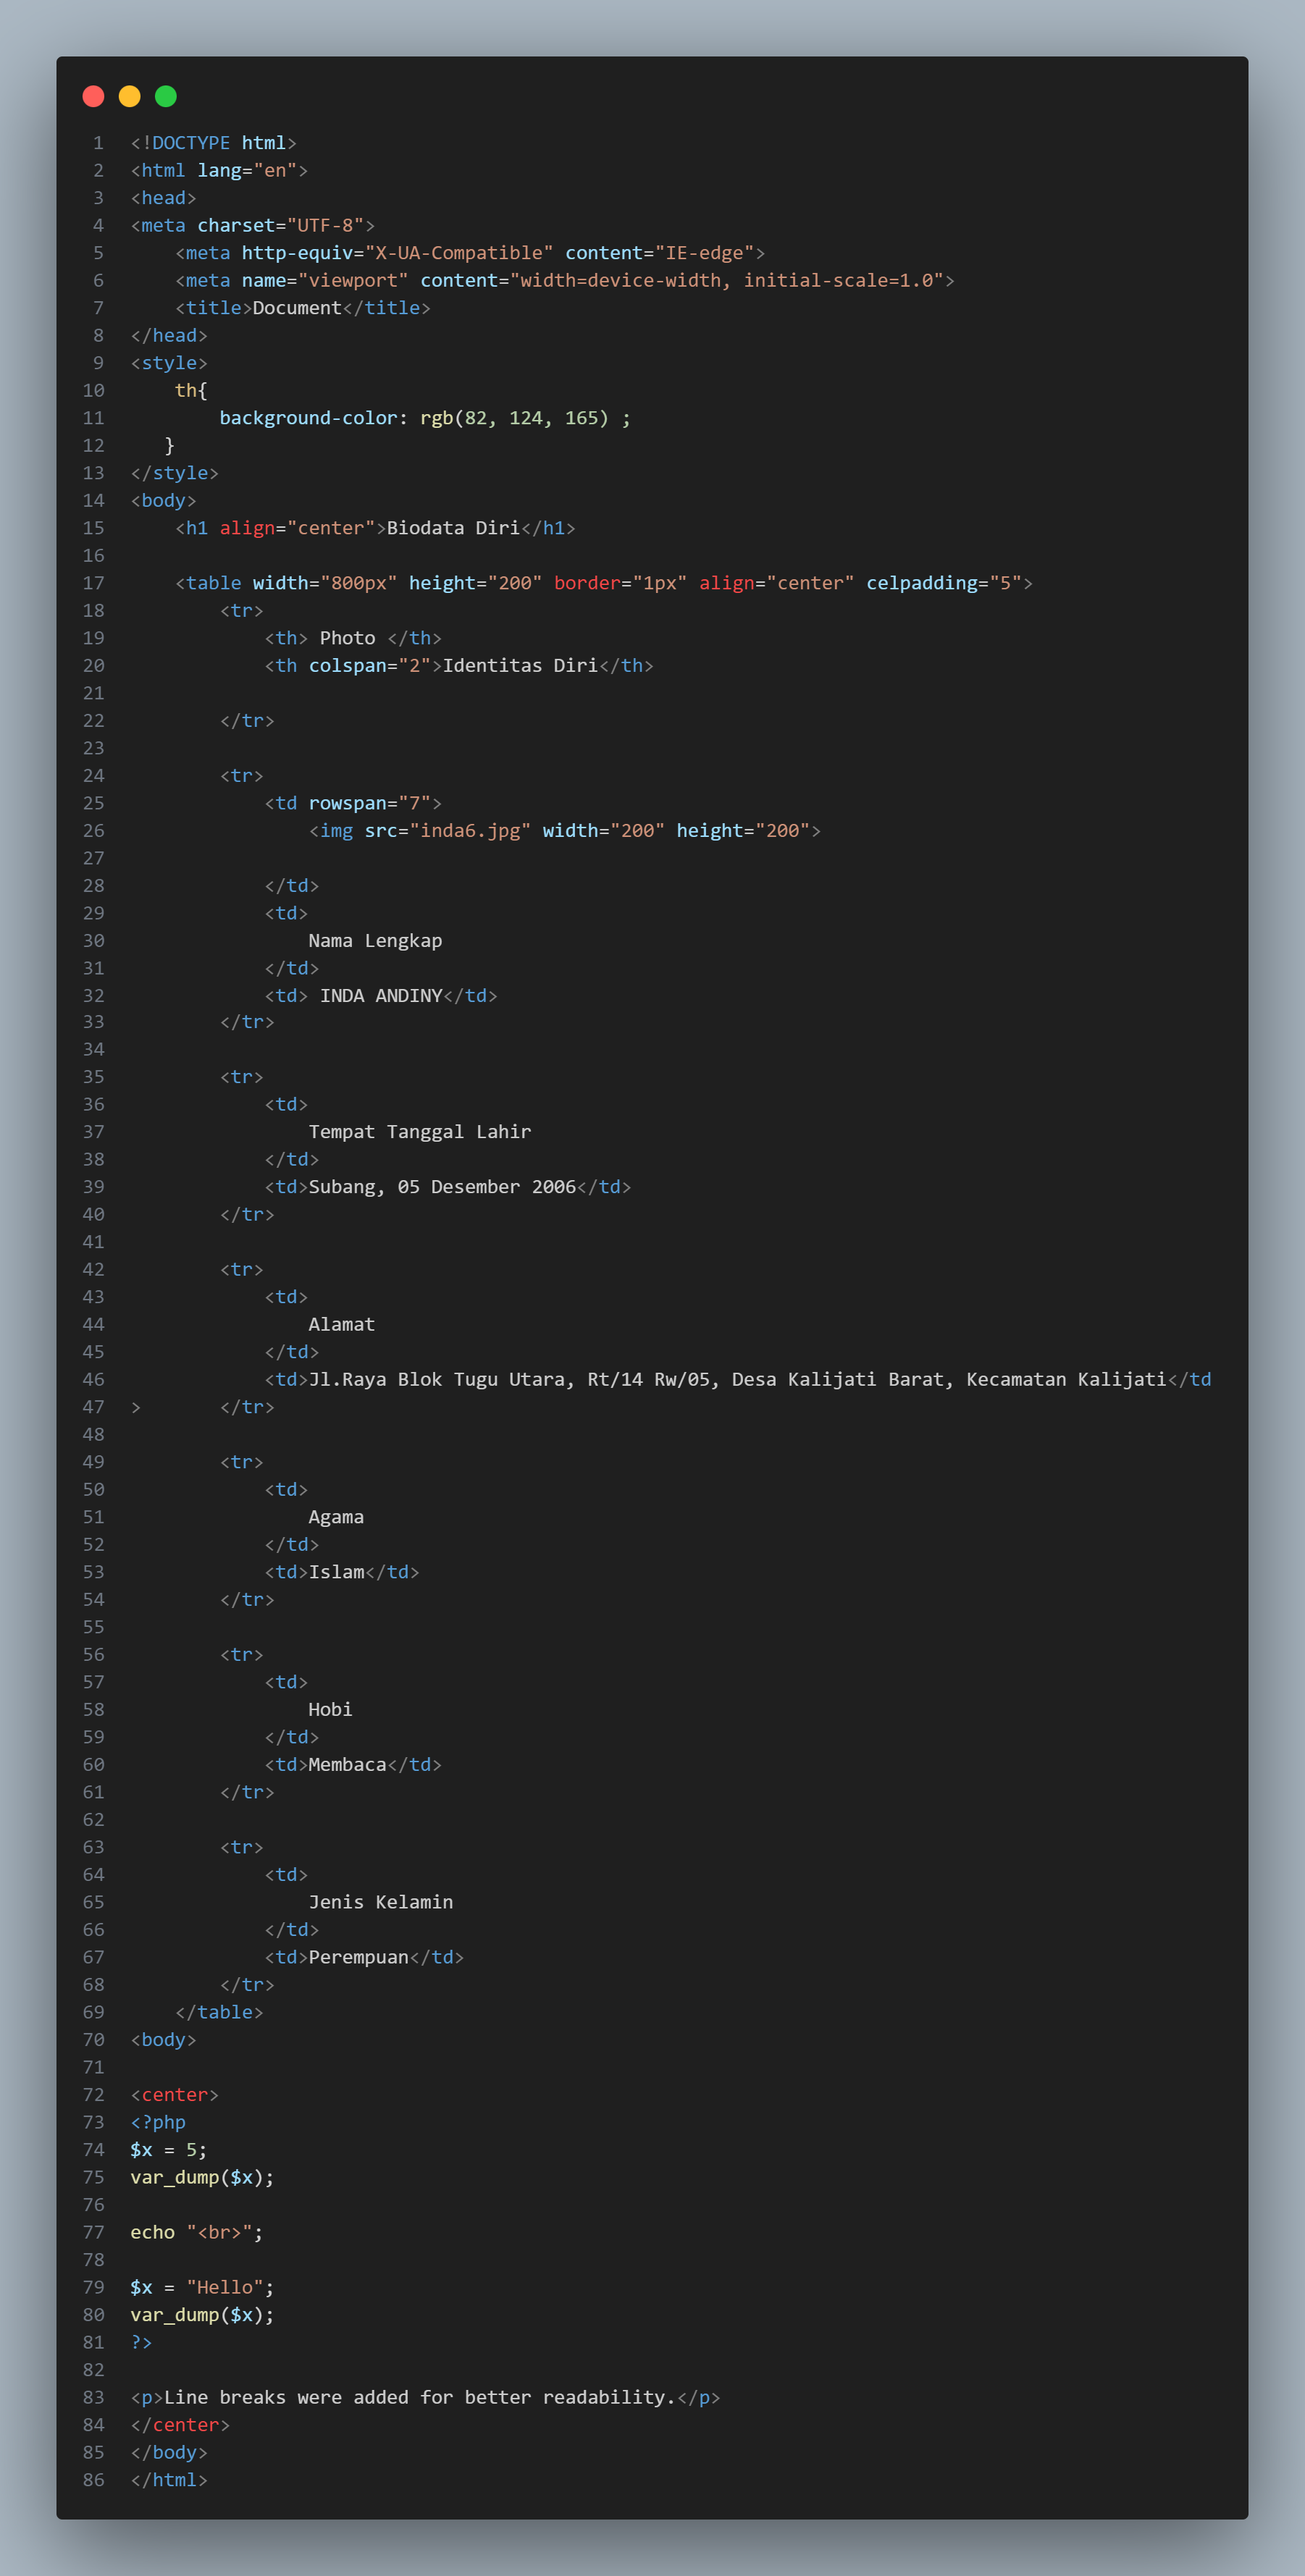 1 <!DOCTYPE html>
2 <html lang="en">
3 <head>
4 <meta charset="UTF-8">
5     <meta http-equiv="X-UA-Compatible" content="IE-edge">
6     <meta name="viewport" content="width=device-width, initial-scale=1.0">
7     <title>Document</title>
8 </head>
9 <style>
10     th{
11         background-color: rgb(82, 124, 165) ;
12    }
13 </style>
14 <body>
15     <h1 align="center">Biodata Diri</h1>
16
17     <table width="800px" height="200" border="1px" align="center" celpadding="5">
18         <tr>
19             <th> Photo </th>
20             <th colspan="2">Identitas Diri</th>
21
22         </tr>
23
24         <tr>
25             <td rowspan="7">
26                 <img src="inda6.jpg" width="200" height="200">
27
28             </td>
29             <td>
30                 Nama Lengkap
31             </td>
32             <td> INDA ANDINY</td>
33         </tr>
34
35         <tr>
36             <td>
37                 Tempat Tanggal Lahir
38             </td>
39             <td>Subang, 05 Desember 2006</td>
40         </tr>
41
42         <tr>
43             <td>
44                 Alamat
45             </td>
46             <td>Jl.Raya Blok Tugu Utara, Rt/14 Rw/05, Desa Kalijati Barat, Kecamatan Kalijati</td
47 >       </tr>
48
49         <tr>
50             <td>
51                 Agama
52             </td>
53             <td>Islam</td>
54         </tr>
55
56         <tr>
57             <td>
58                 Hobi
59             </td>
60             <td>Membaca</td>
61         </tr>
62
63         <tr>
64             <td>
65                 Jenis Kelamin
66             </td>
67             <td>Perempuan</td>
68         </tr>
69     </table>
70 <body>
71
72 <center>
73 <?php
74 $x = 5;
75 var_dump($x);
76
77 echo "<br>";
78
79 $x = "Hello";
80 var_dump($x);
81 ?>
82
83 <p>Line breaks were added for better readability.</p>
84 </center>
85 </body>
86 </html>